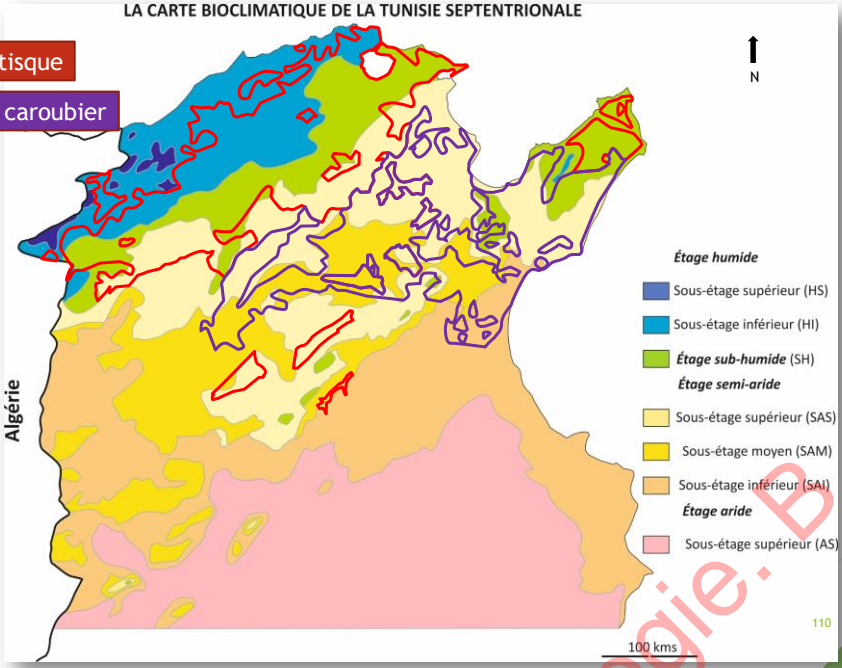 LA CARTE BIOCLIMATIQUE DE LA TUNISIE SEPTENTRIONALE
tisque
caroubier
N
Étage humide
Sous-étage supérieur (HS)
Sous-étage inférieur (HI)
Étage sub-humide (SH)
Étage semi-aride
Sous-étage supérieur (SAS)
Sous-étage moyen (SAM)
Sous-étage inférieur (SAI)
Étage aride
Sous-étage supérieur (AS)
Algérie
110
100 kms
gie. B